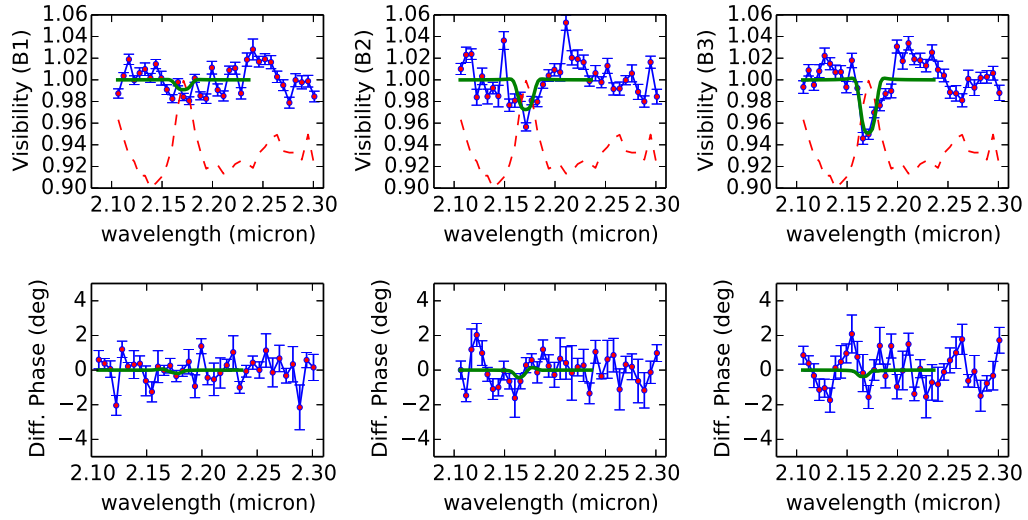 Visibility (B1)
1.06
1.04
1.02
1.00
0.98
0.96
0.94
0.92
0.90
2.10 2.15 2.20 2.25 2.30
wavelength (micron)
Visibility (B2)
1.06
1.04
1.02
1.00
0.98
0.96
0.94
0.92
0.90
2.10 2.15 2.20 2.25 2.30
wavelength (micron)
Visibility (B3)
1.06
1.04
1.02
1.00
0.98
0.96
0.94
0.92
0.90
2.10 2.15 2.20 2.25 2.30
wavelength (micron)
Diff. Phase (deg)
4
2
0
−2
−4
2.10 2.15 2.20 2.25 2.30
wavelength (micron)
Diff. Phase (deg)
4
2
0
−2
−4
2.10 2.15 2.20 2.25 2.30
wavelength (micron)
Diff. Phase (deg)
4
2
0
−2
−4
2.10 2.15 2.20 2.25 2.30
wavelength (micron)